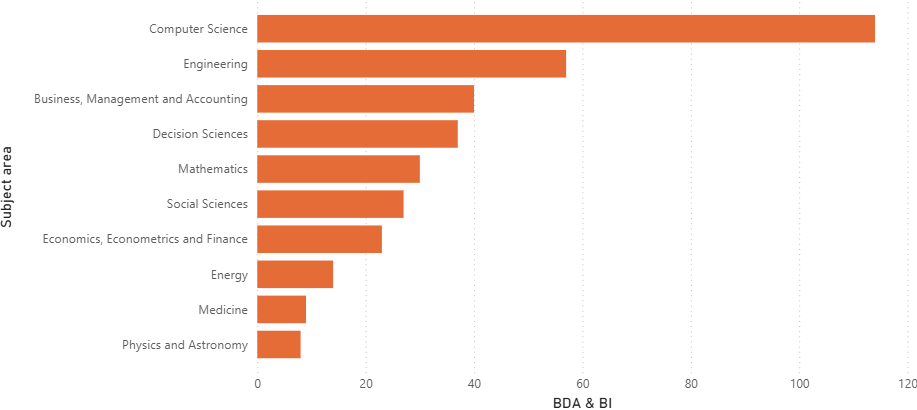 Subject area
Computer Science
Engineering
Business, Management and Accounting
Decision Sciences
Mathematics
Social Sciences
Economics, Econometrics and Finance
Energy
Medicine
Physics and Astronomy
0 20 40 60 80 100 120
BDA & BI